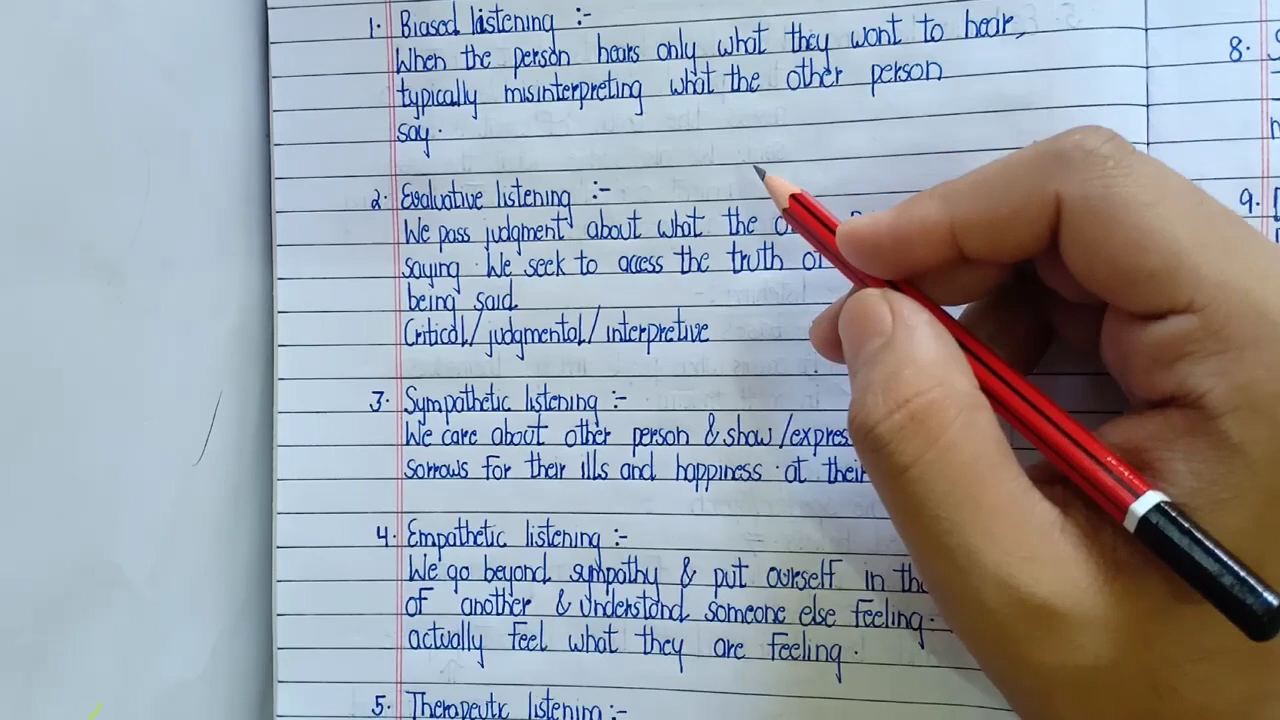 1. Biased listening :-
When the person hears only what they want to hear,
typically misinterpreting what the other person
say.
2. Evaluative listening :-
We pass judgment about what the
saying. We seek to access the truth of
being said.
Critical/judgmental/interpretive
3. Sympathetic listening :-
We care about other person & show/express
sorrows for their ills and happiness at their
4. Empathetic listening :-
We go beyond sympathy & put ourself in the
of another & understand someone else feeling.
actually feel what they are feeling.
5. Therapeutic listening :-
8.
9.